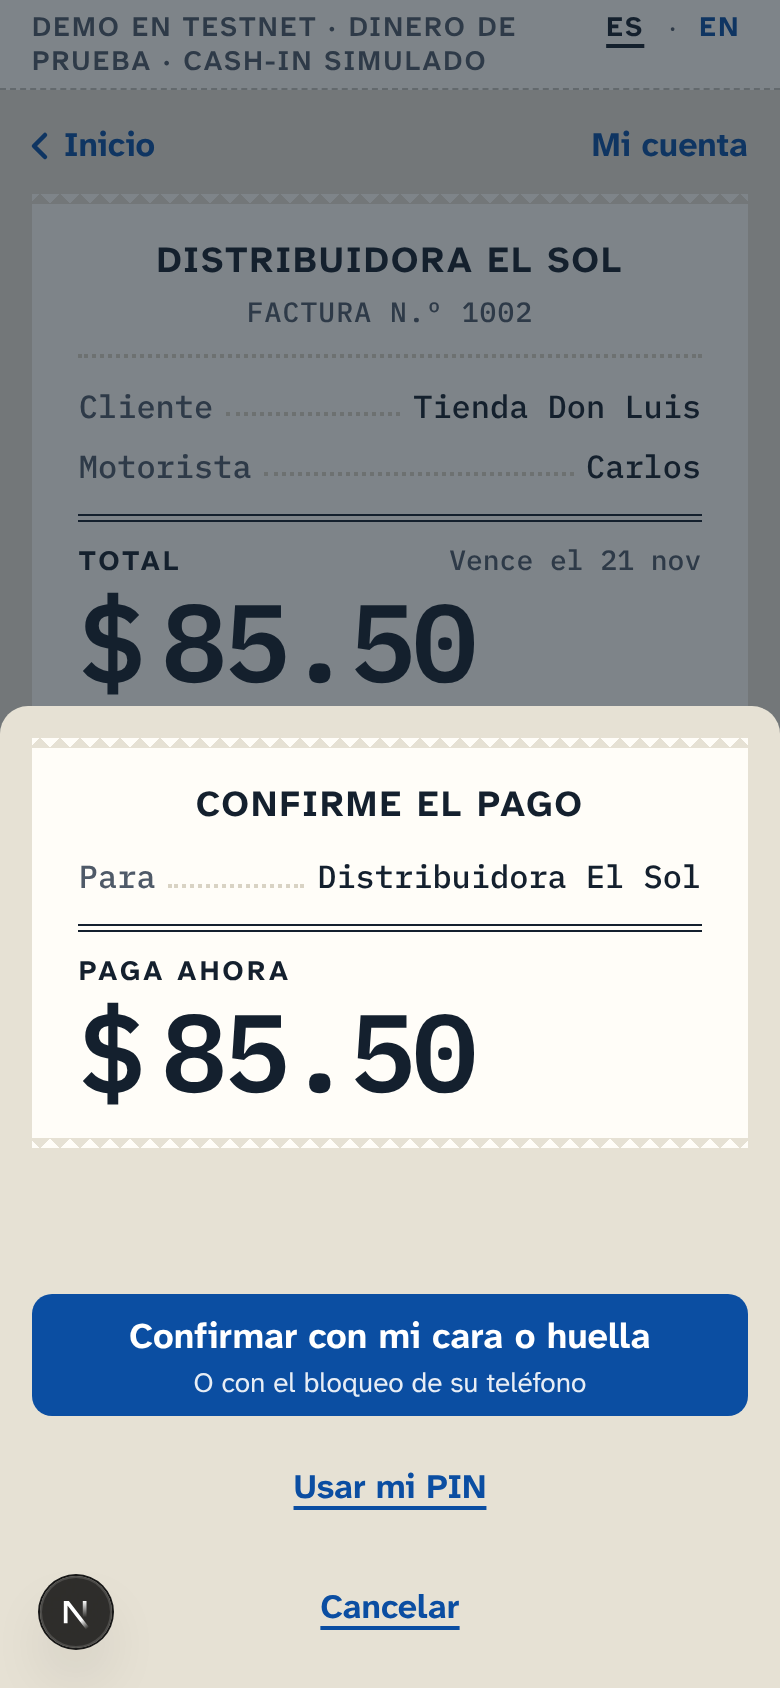 DEMO EN TESTNET · DINERO DE
PRUEBA · CASH-IN SIMULADO
ES · EN
Inicio
Mi cuenta
DISTRIBUIDORA EL SOL
FACTURA N.º 1002
Cliente Tienda Don Luis
Motorista Carlos
TOTAL Vence el 21 nov
$85.50
CONFIRME EL PAGO
Para Distribuidora El Sol
PAGA AHORA
$85.50
Confirmar con mi cara o huella
O con el bloqueo de su teléfono
Usar mi PIN
N
Cancelar